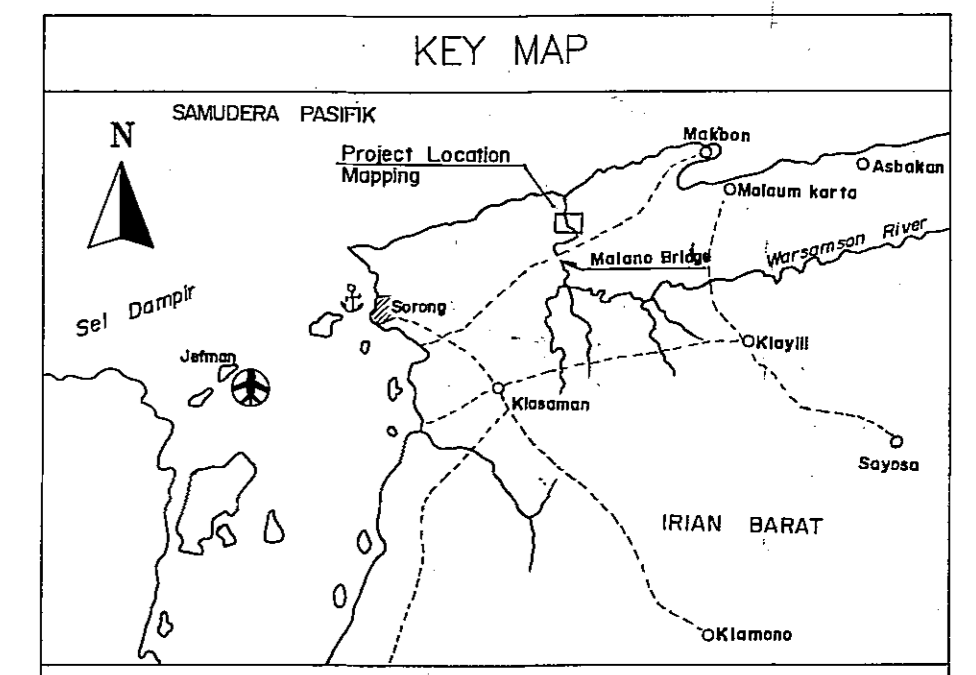 KEY MAP
SAMUDERA PASIFIK
N
Makbon
Project Location
Mapping
Asbakan
Malaum karta
Warsamson River
Malano Bridge
Sel Dampir
Sorong
Jefman
Klayili
Klasaman
Sayosa
IRIAN BARAT
Klamono